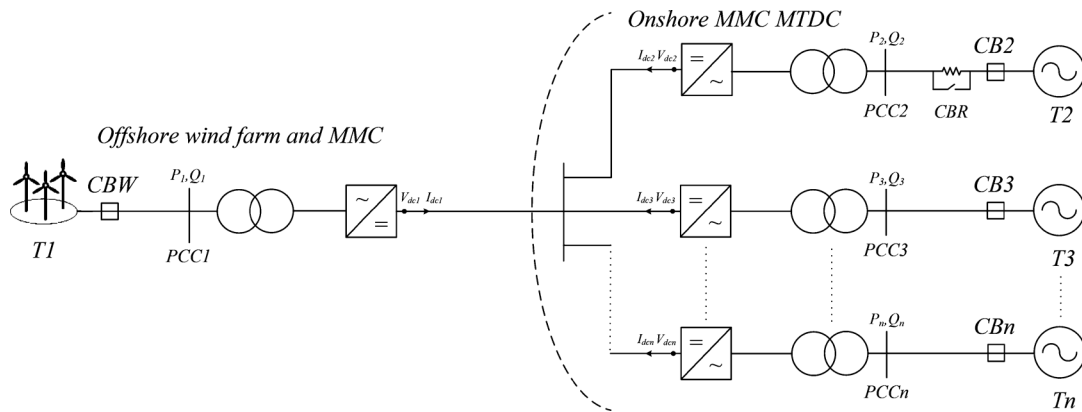 Onshore MMC MTDC
Offshore wind farm and MMC
CBW
P1,Q1
Vdc1 Idc1
T1
PCC1
Idc2 Vdc2
P2,Q2
CB2
PCC2
CBR
T2
Idc3 Vdc3
P3,Q3
CB3
PCC3
T3
Idcn Vdcn
Pn,Qn
CBn
PCCn
Tn